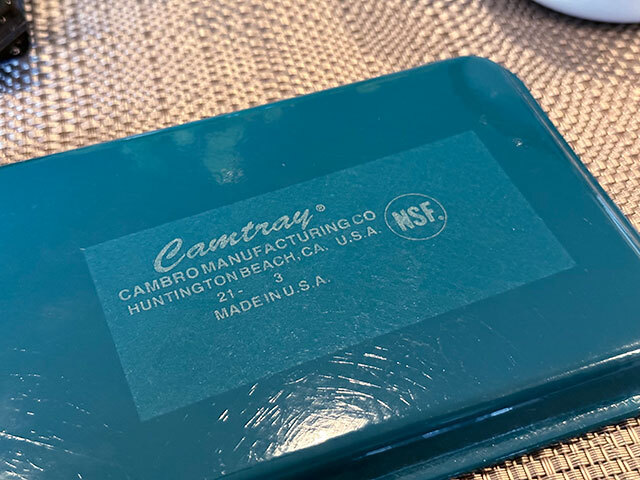 Camtray®
CAMBRO MANUFACTURING CO
HUNTINGTON BEACH, CA. U.S.A.
21- 3
MADE IN U.S.A.
NSF.